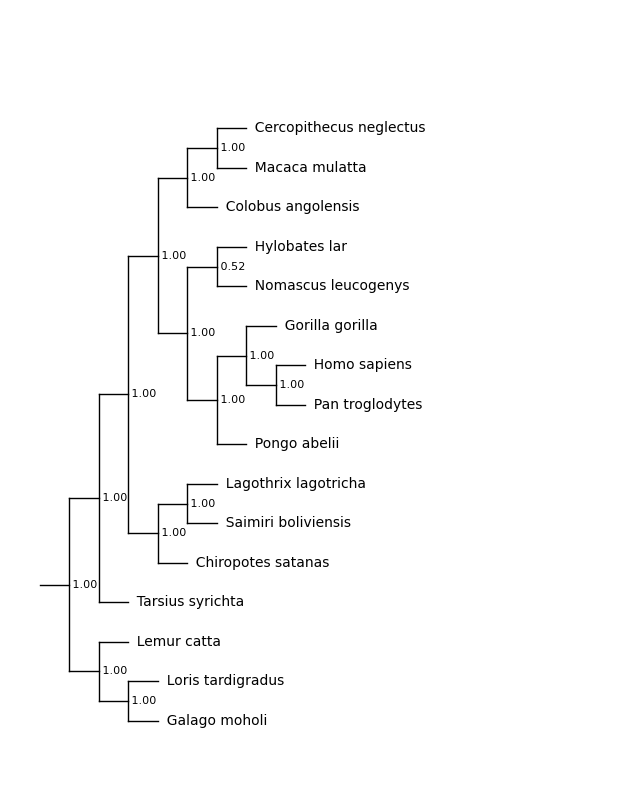 Cercopithecus neglectus
1.00
Macaca mulatta
1.00
Colobus angolensis
Hylobates lar
1.00
0.52
Nomascus leucogenys
Gorilla gorilla
1.00
1.00
Homo sapiens
1.00
1.00
1.00
Pan troglodytes
Pongo abelii
Lagothrix lagotricha
1.00
1.00
Saimiri boliviensis
1.00
Chiropotes satanas
1.00
Tarsius syrichta
Lemur catta
1.00
Loris tardigradus
1.00
Galago moholi